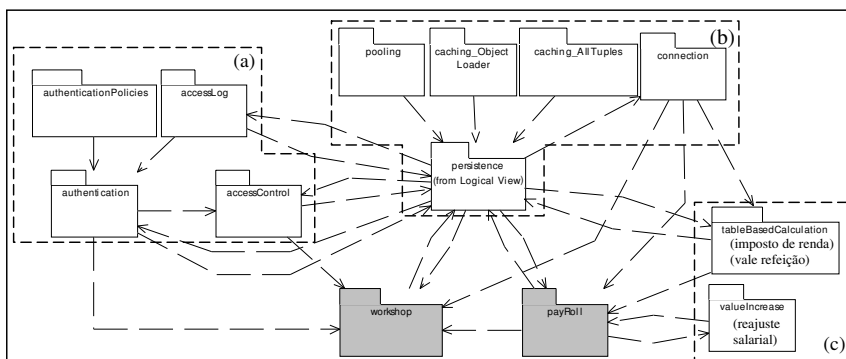 (a)
(b)
pooling
caching_Object
Loader
caching_AllTuples
connection
authenticationPolicies
accessLog
persistence
(from Logical View)
authentication
accessControl
tableBasedCalculation
(imposto de renda)
(vale refeição)
workshop
payRoll
valueIncrease
(reajuste
salarial)
(c)